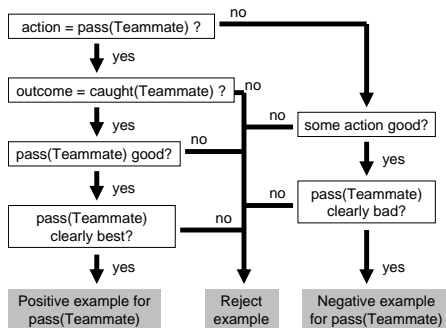 action = pass(Teammate) ?
no
yes
outcome = caught(Teammate) ?
no
yes
no
some action good?
pass(Teammate) good?
no
yes
yes
no
pass(Teammate)
clearly bad?
pass(Teammate)
clearly best?
no
yes
yes
Positive example for
pass(Teammate)
Reject
example
Negative example
for pass(Teammate)